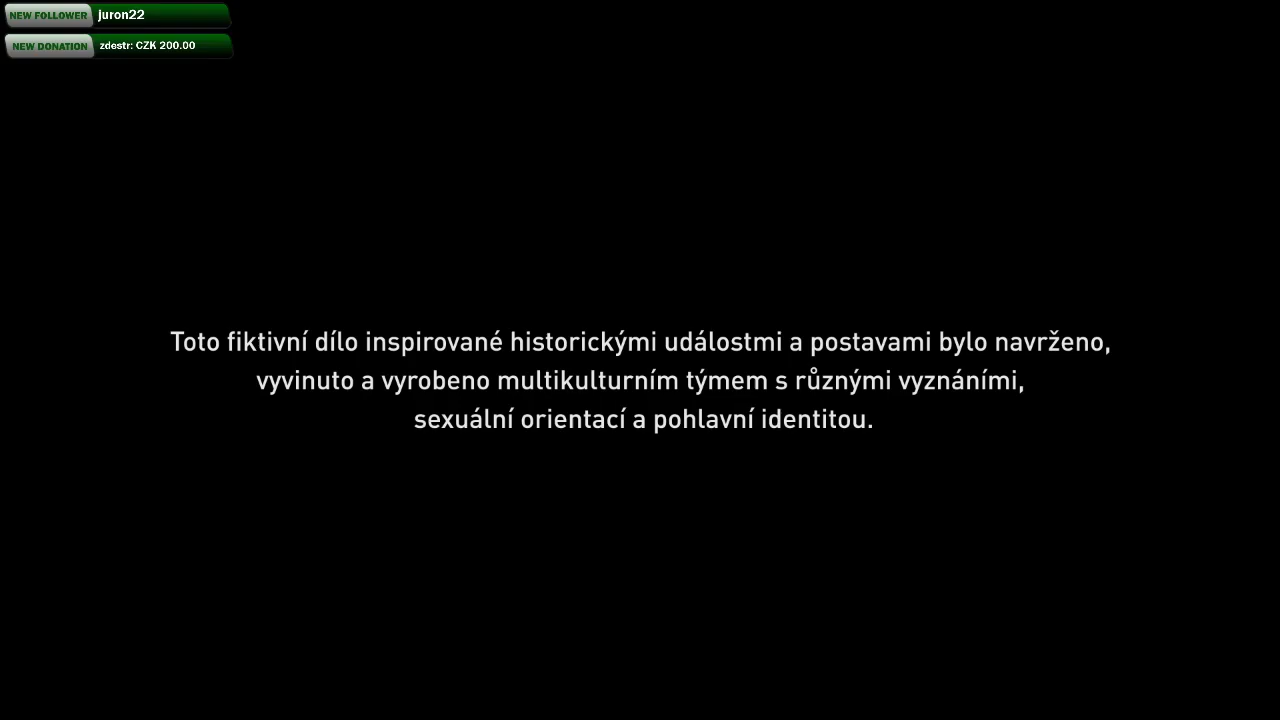 NEW FOLLOWER juron22
NEW DONATION zdestr: CZK 200.00
Toto fiktivní dílo inspirované historickými událostmi a postavami bylo navrženo,
vyvinuto a vyrobeno multikulturním týmem s různými vyznáními,
sexuální orientací a pohlavní identitou.